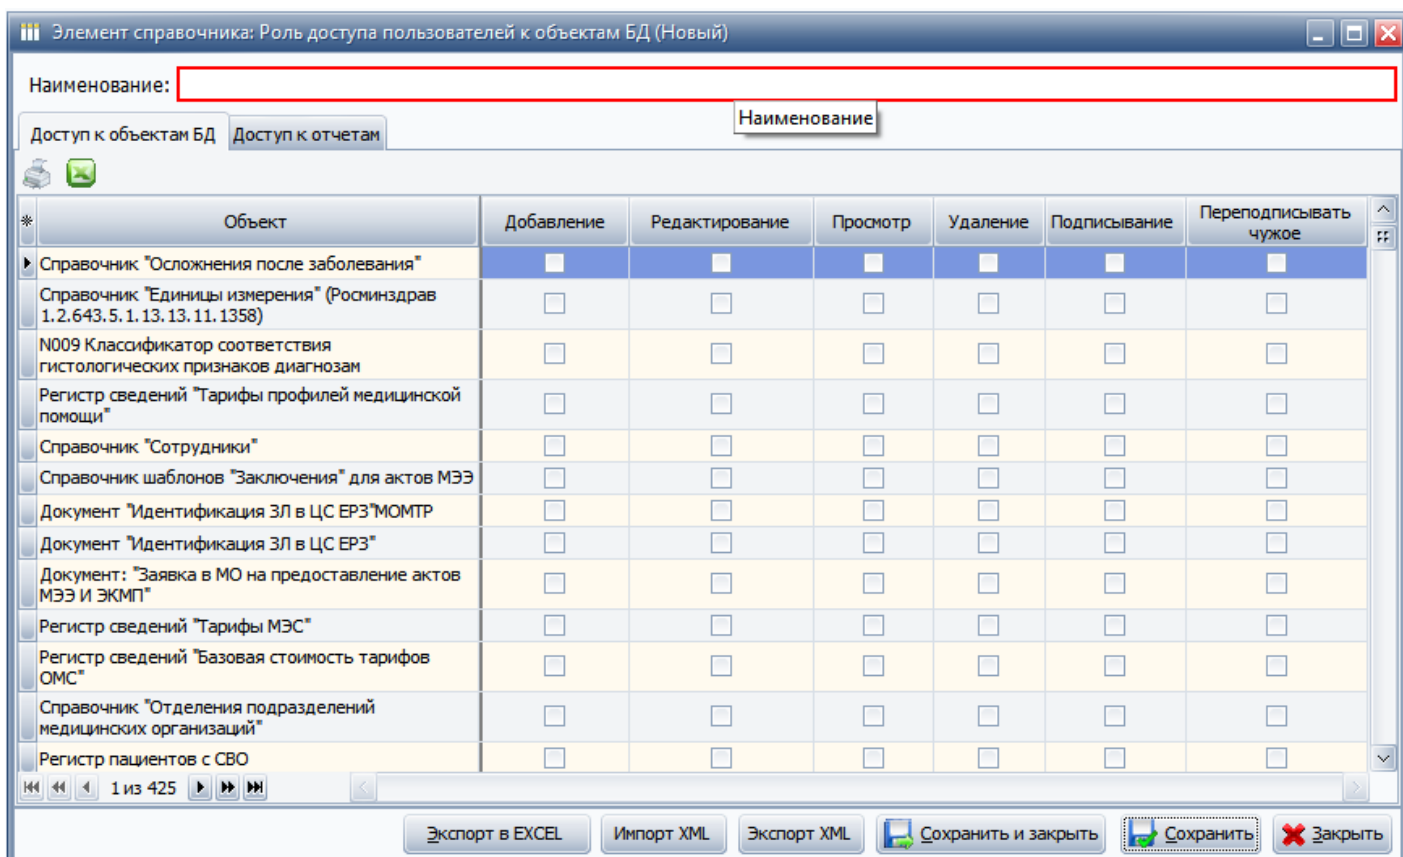 Элемент справочника: Роль доступа пользователей к объектам БД (Новый)
Наименование:
Наименование
Доступ к объектам БД Доступ к отчетам
Объект Добавление Редактирование Просмотр Удаление Подписывание Переподписывать
чужое
Справочник "Осложнения после заболевания"
Справочник "Единицы измерения" (Росминздрав
1.2.643.5.1.13.13.11.1358)
N009 Классификатор соответствия
гистологических признаков диагнозам
Регистр сведений "Тарифы профилей медицинской
помощи"
Справочник "Сотрудники"
Справочник шаблонов "Заключения" для актов МЭЭ
Документ "Идентификация ЗЛ в ЦС ЕРЗ"МОМТР
Документ "Идентификация ЗЛ в ЦС ЕРЗ"
Документ: "Заявка в МО на предоставление актов
МЭЭ И ЭКМП"
Регистр сведений "Тарифы МЭС"
Регистр сведений "Базовая стоимость тарифов
ОМС"
Справочник "Отделения подразделений
медицинских организаций"
Регистр пациентов с СВО
1 из 425
Экспорт в EXCEL Импорт XML Экспорт XML Сохранить и закрыть Сохранить Закрыть